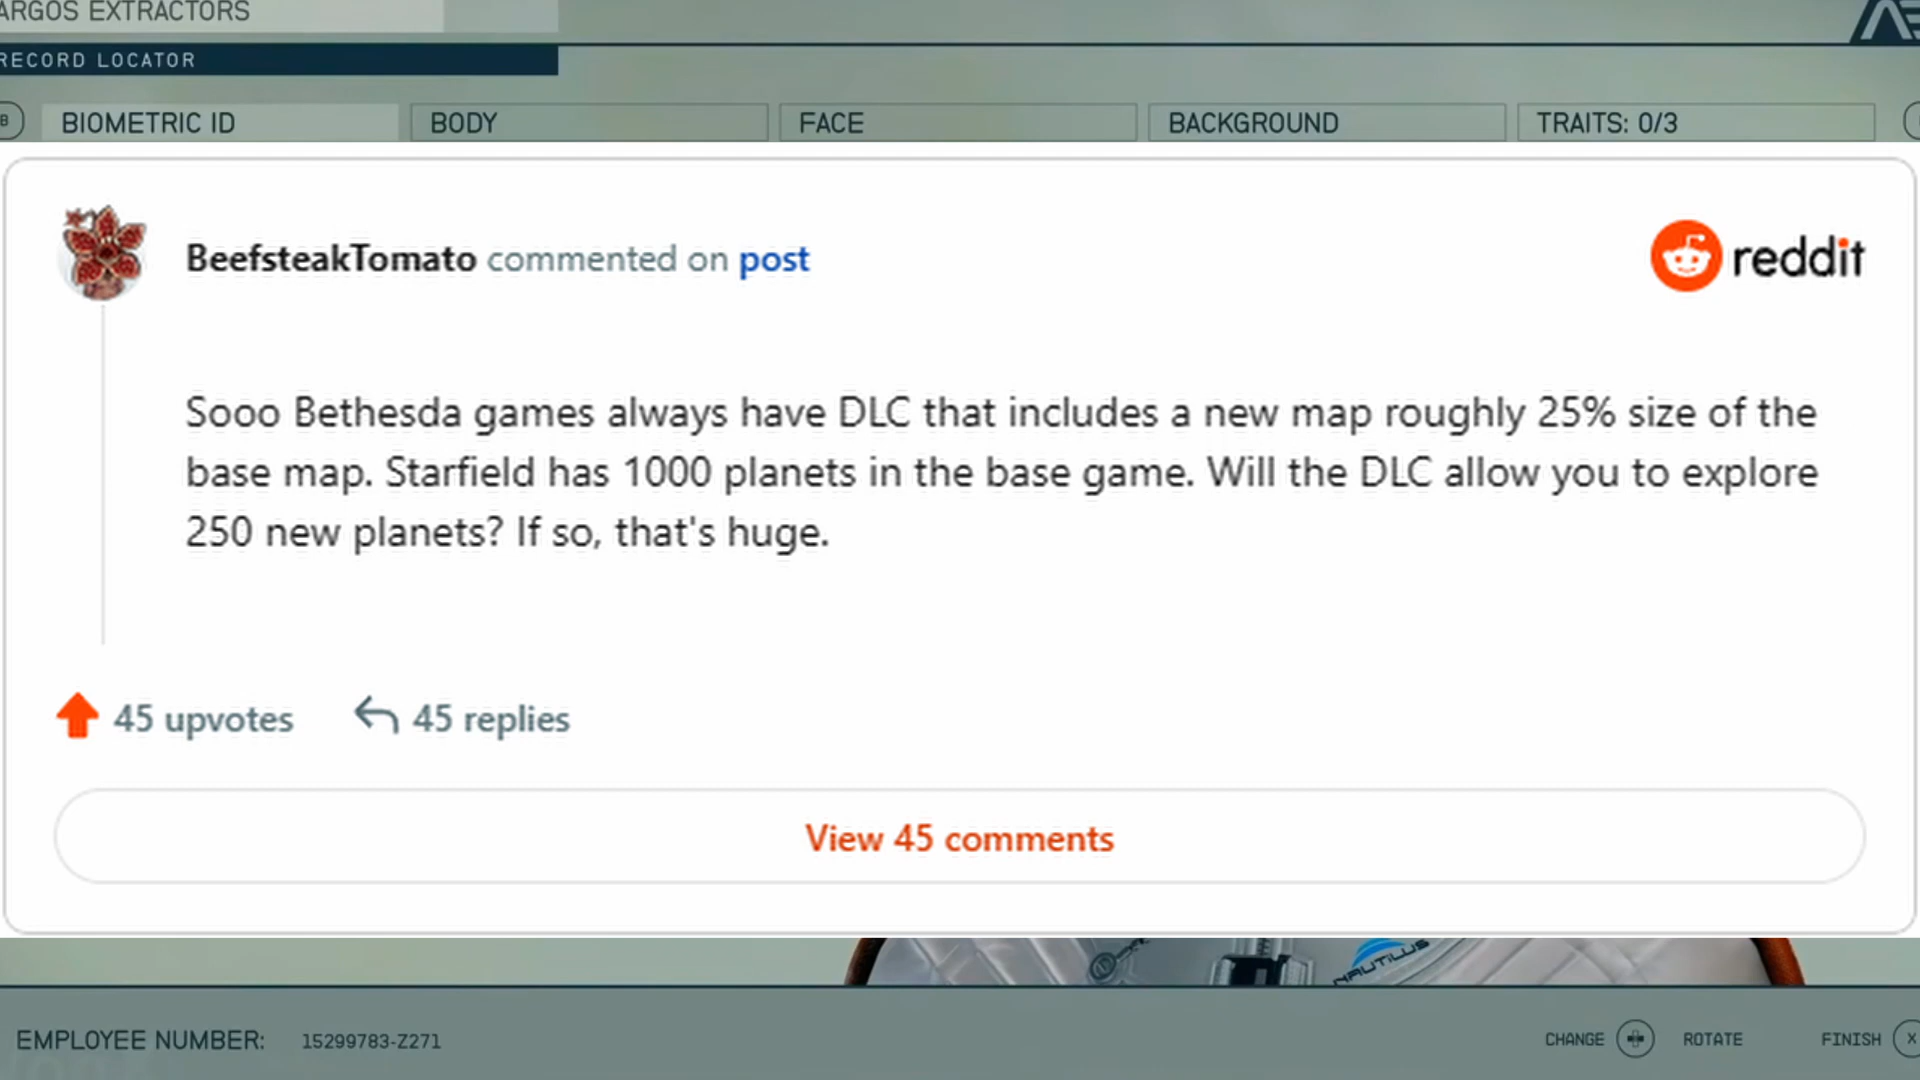 ARGOS EXTRACTORS
RECORD LOCATOR
B
BIOMETRIC ID
BODY
FACE
BACKGROUND
TRAITS: 0/3
BeefsteakTomato commented on post
reddit
Sooo Bethesda games always have DLC that includes a new map roughly 25% size of the
base map. Starfield has 1000 planets in the base game. Will the DLC allow you to explore
250 new planets? If so, that's huge.
45 upvotes
45 replies
View 45 comments
NAUTILUS
EMPLOYEE NUMBER: 15299783-Z271
CHANGE
ROTATE
FINISH X